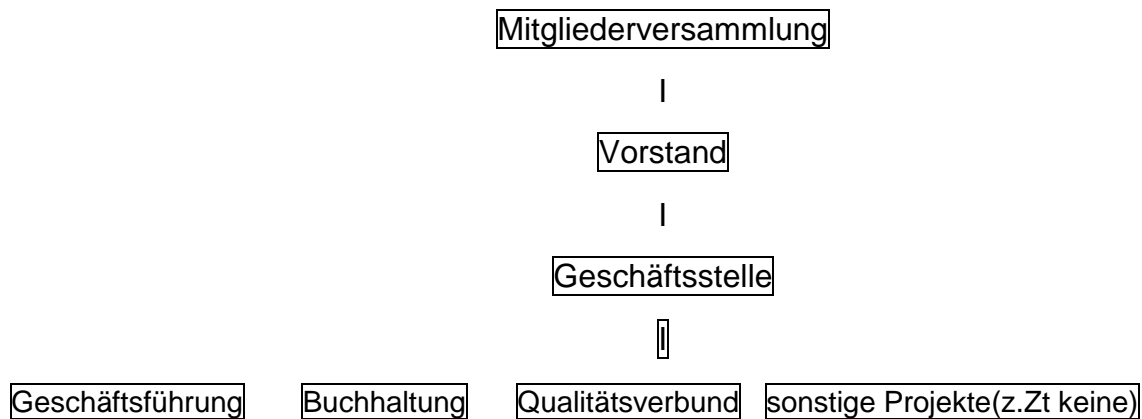 Mitgliederversammlung
I
Vorstand
I
Geschäftsstelle
I
Geschäftsführung Buchhaltung Qualitätsverbund sonstige Projekte(z.Zt keine)